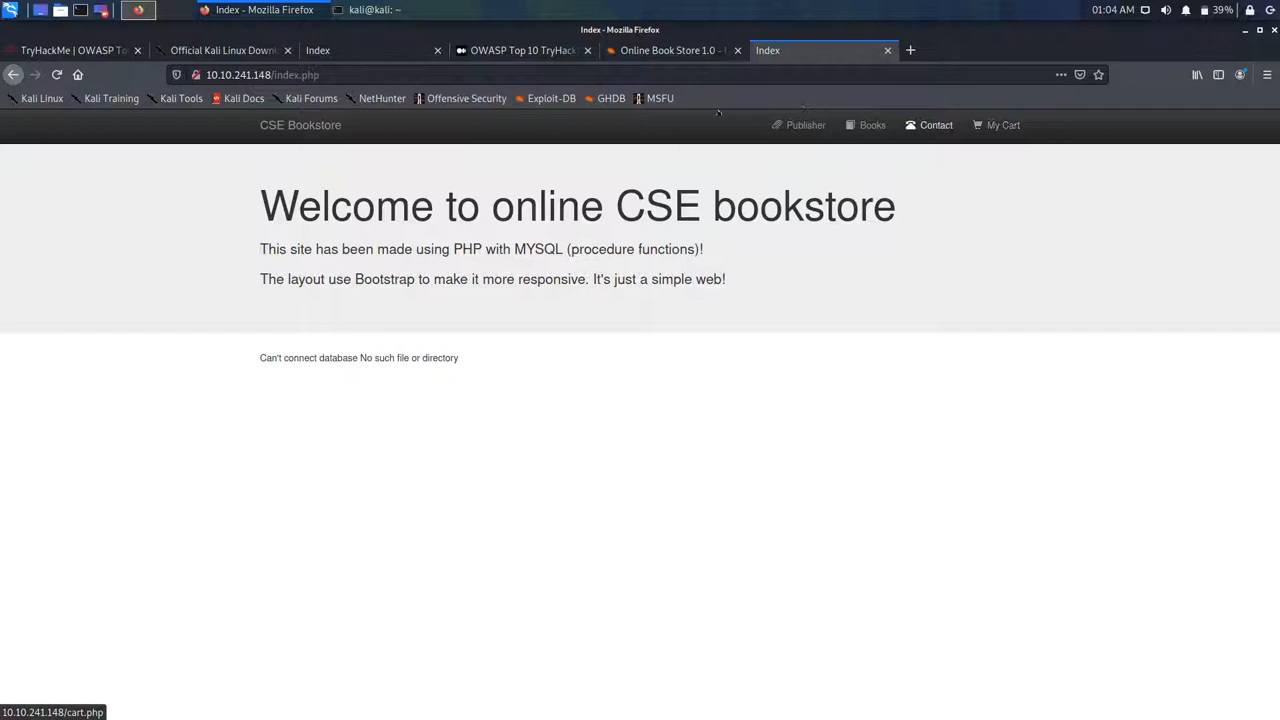 Index - Mozilla Firefox
kali@kali: ~
01:04 AM
39%
Index - Mozilla Firefox
TryHackMe | OWASP To
Official Kali Linux Down
Index
OWASP Top 10 TryHack
Online Book Store 1.0 -
Index
10.10.241.148/index.php
Kali Linux
Kali Training
Kali Tools
Kali Docs
Kali Forums
NetHunter
Offensive Security
Exploit-DB
GHDB
MSFU
CSE Bookstore
Publisher
Books
Contact
My Cart
Welcome to online CSE bookstore
This site has been made using PHP with MYSQL (procedure functions)!
The layout use Bootstrap to make it more responsive. It's just a simple web!
Can't connect database No such file or directory
10.10.241.148/cart.php